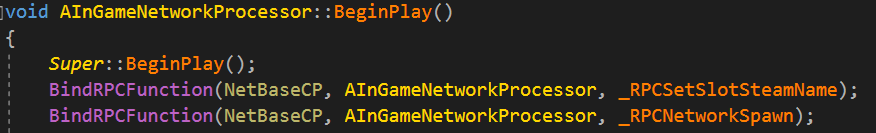 void AInGameNetworkProcessor::BeginPlay()
{
Super::BeginPlay();
BindRPCFunction(NetBaseCP, AInGameNetworkProcessor, _RPCSetSlotSteamName);
BindRPCFunction(NetBaseCP, AInGameNetworkProcessor, _RPCNetworkSpawn);